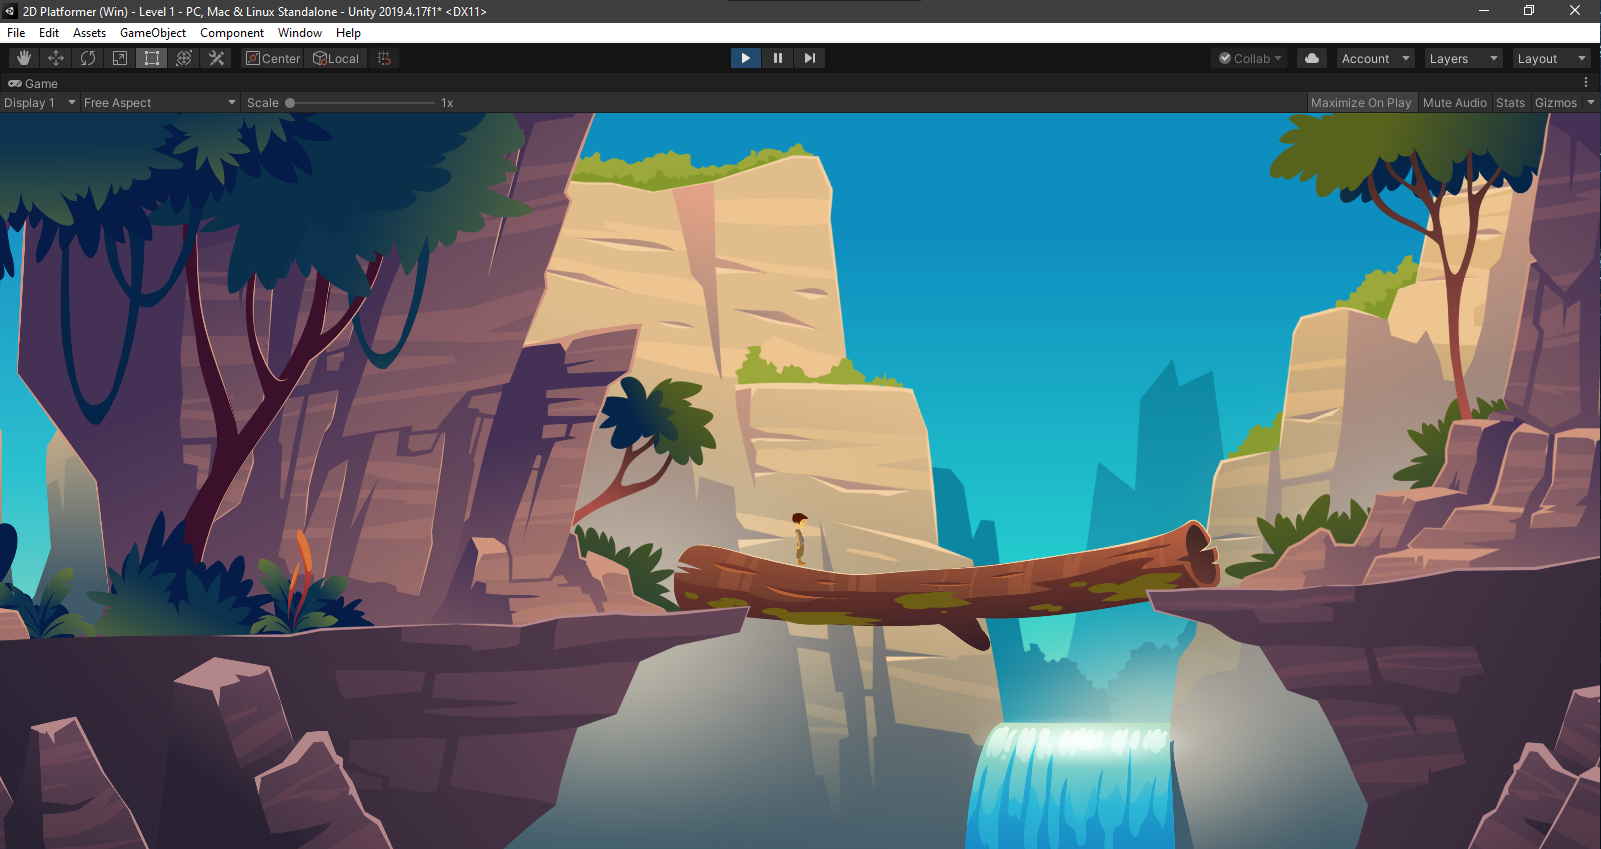 2D Platformer (Win) - Level 1 - PC, Mac & Linux Standalone - Unity 2019.4.17f1* <DX11>
File Edit Assets GameObject Component Window Help
Center Local Collab Account Layers Layout
Game
Display 1 Free Aspect Scale 1x Maximize On Play Mute Audio Stats Gizmos